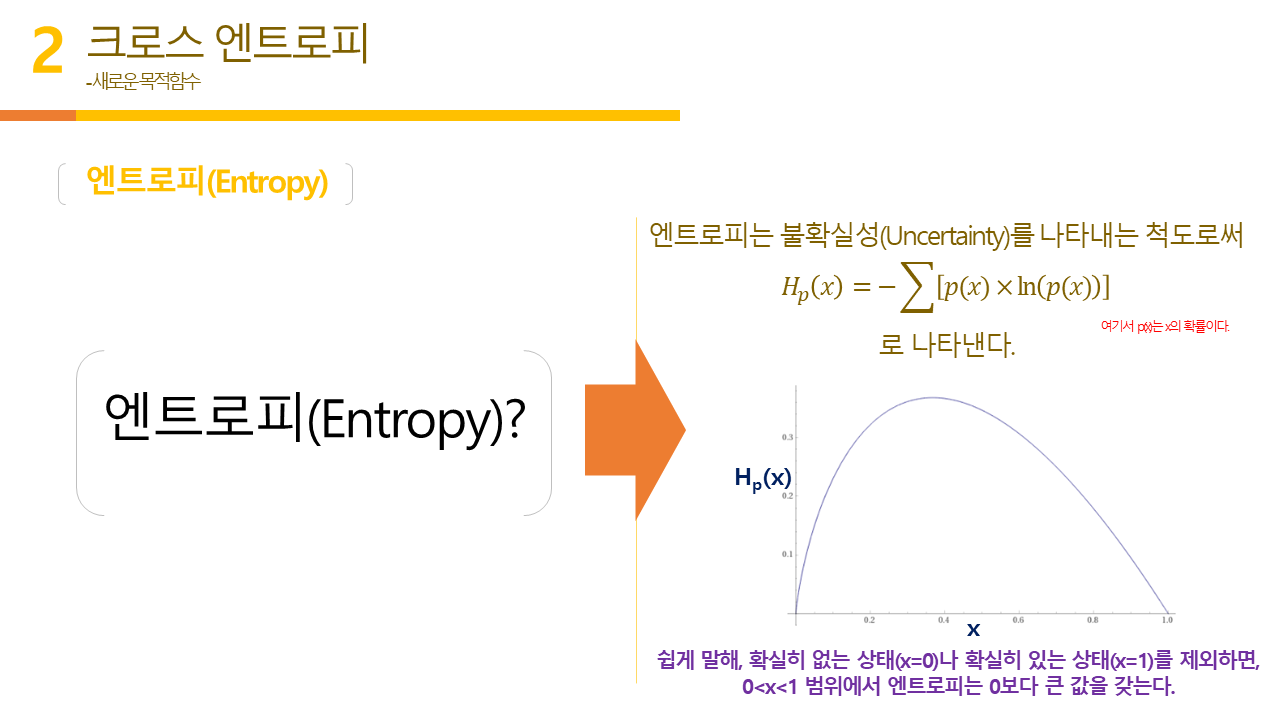 2 크로스 엔트로피
-새로운 목적함수
엔트로피(Entropy)
엔트로피(Entropy)?
엔트로피는 불확실성(Uncertainty)를 나타내는 척도로써
H_p(x) = −∑[p(x) × ln(p(x))]
여기서 p(x)는 x의 확률이다.
로 나타낸다.
0.3
H_p(x)
0.2
0.1
0.2 0.4 0.6 0.8 1.0
x
쉽게 말해, 확실히 없는 상태(x=0)나 확실히 있는 상태(x=1)를 제외하면,
0<x<1 범위에서 엔트로피는 0보다 큰 값을 갖는다.